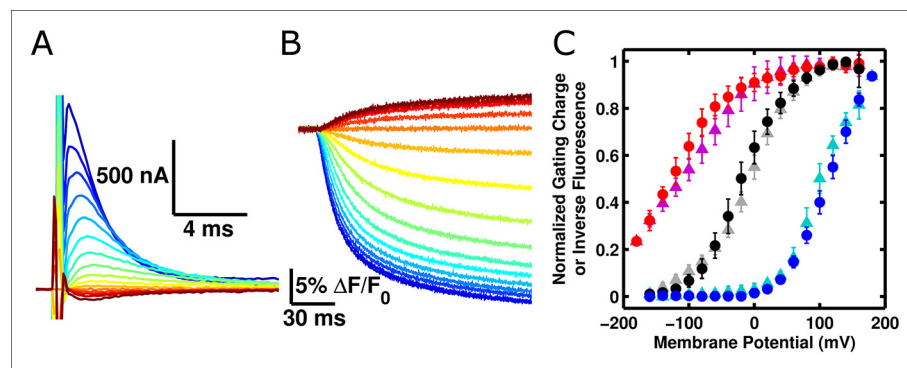 A
500 nA
4 ms
B
5% ΔF/F0
30 ms
C
Normalized Gating Charge
or Inverse Fluorescence
1
0.8
0.6
0.4
0.2
0
−200
−100
0
100
200
Membrane Potential (mV)